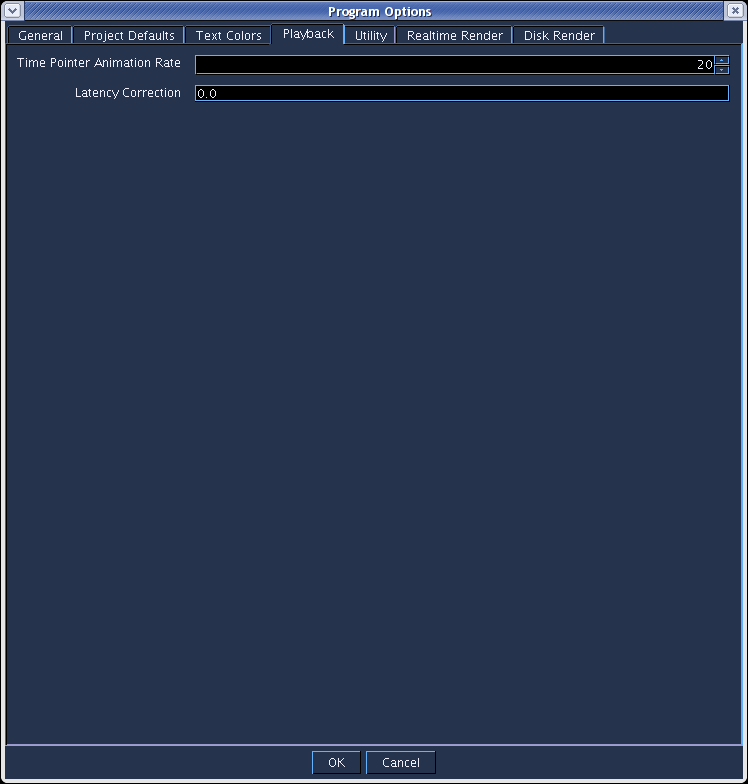 Program Options
General Project Defaults Text Colors Playback Utility Realtime Render Disk Render
Time Pointer Animation Rate 20
Latency Correction 0.0
OK Cancel